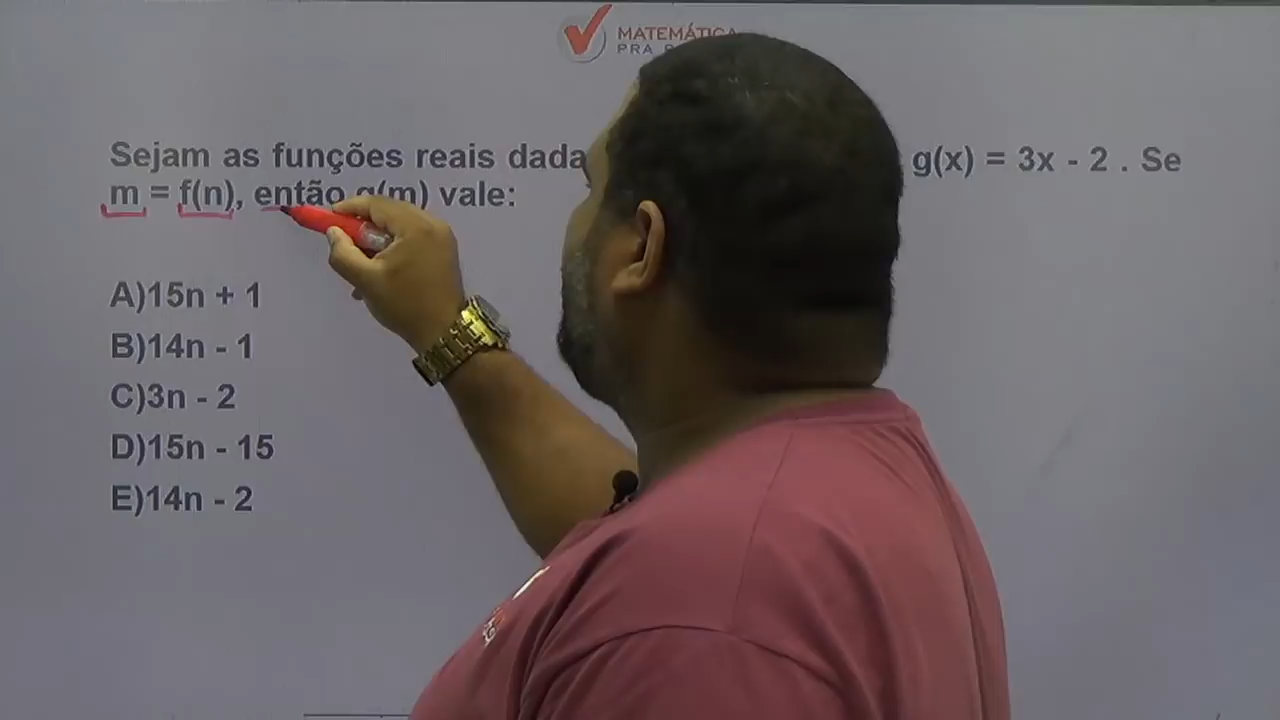 MATEMÁTICA
PRA
Sejam as funções reais dada g(x) = 3x - 2 . Se
m = f(n), então g(m) vale:
A)15n + 1
B)14n - 1
C)3n - 2
D)15n - 15
E)14n - 2